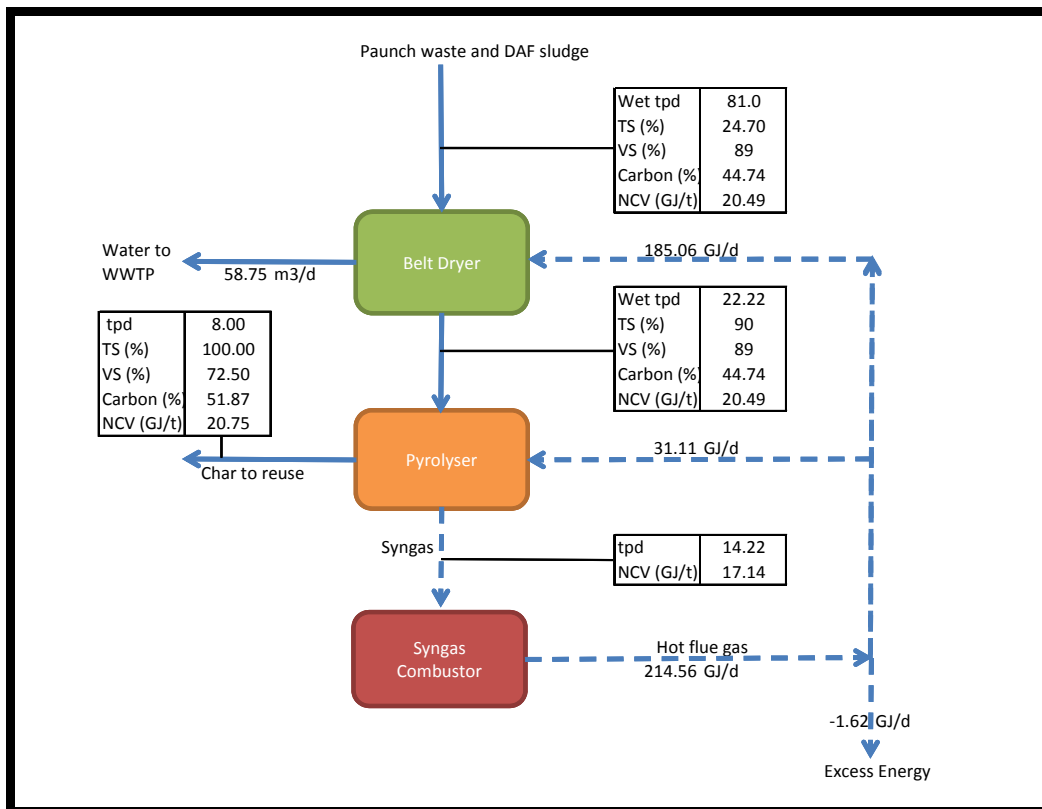 Paunch waste and DAF sludge
Wet tpd 81.0
TS (%) 24.70
VS (%) 89
Carbon (%) 44.74
NCV (GJ/t) 20.49
Water to
WWTP
58.75 m3/d
Belt Dryer
185.06 GJ/d
Wet tpd 22.22
TS (%) 90
VS (%) 89
Carbon (%) 44.74
NCV (GJ/t) 20.49
tpd 8.00
TS (%) 100.00
VS (%) 72.50
Carbon (%) 51.87
NCV (GJ/t) 20.75
Char to reuse
Pyrolyser
31.11 GJ/d
Syngas
tpd 14.22
NCV (GJ/t) 17.14
Syngas
Combustor
Hot flue gas
214.56 GJ/d
-1.62 GJ/d
Excess Energy